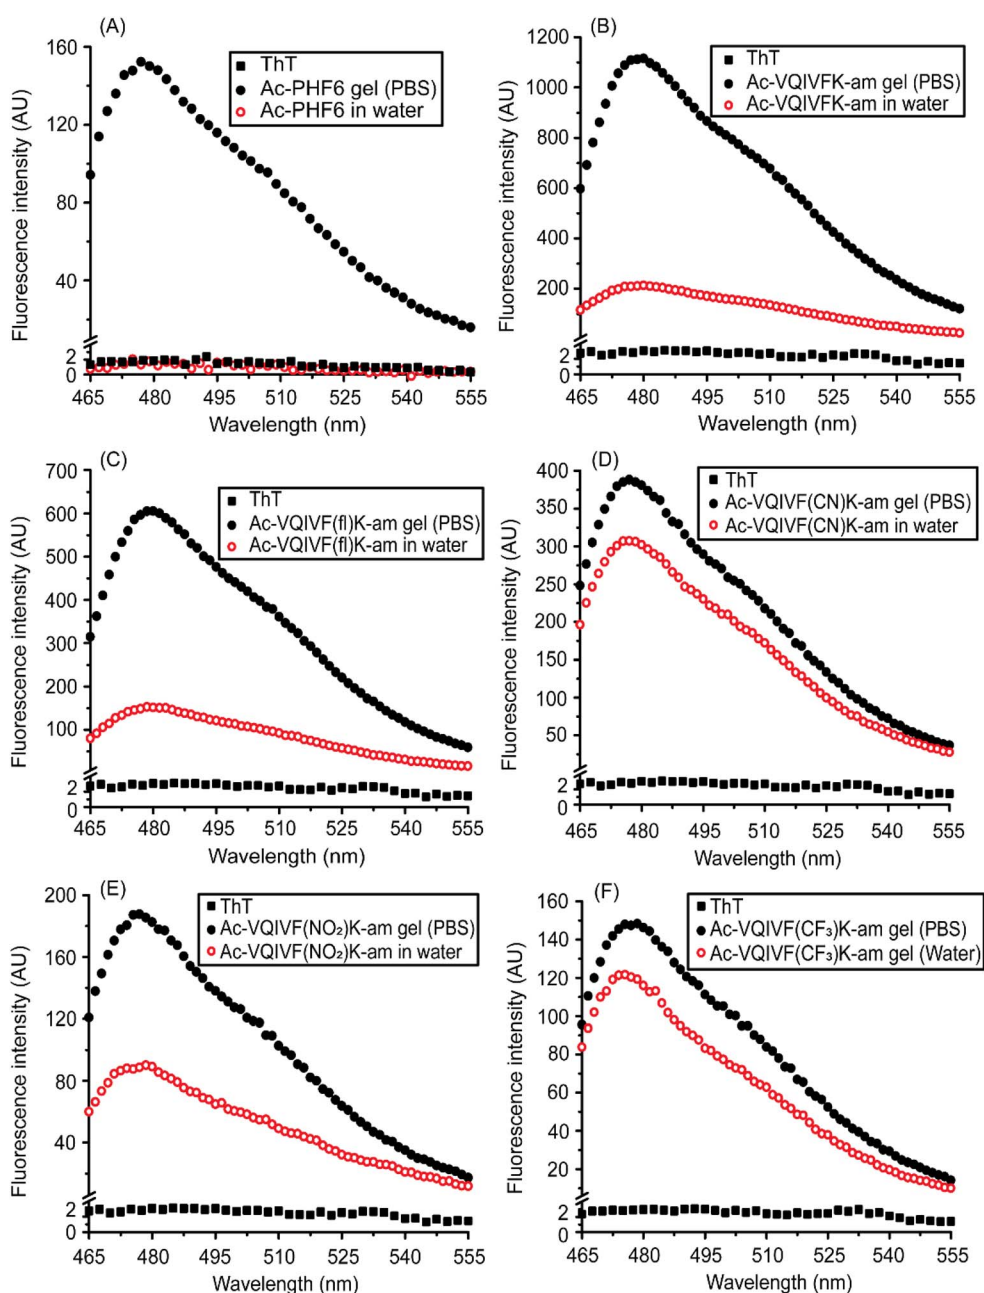 (A)
ThT
Ac-PHF6 gel (PBS)
Ac-PHF6 in water
Fluorescence intensity (AU)
160
120
80
40
2
0
465 480 495 510 525 540 555
Wavelength (nm)
(B)
ThT
Ac-VQIVFK-am gel (PBS)
Ac-VQIVFK-am in water
Fluorescence intensity (AU)
1200
1000
800
600
400
200
2
0
465 480 495 510 525 540 555
Wavelength (nm)
(C)
ThT
Ac-VQIVF(fl)K-am gel (PBS)
Ac-VQIVF(fl)K-am in water
Fluorescence intensity (AU)
700
600
500
400
300
200
100
2
0
465 480 495 510 525 540 555
Wavelength (nm)
(D)
ThT
Ac-VQIVF(CN)K-am gel (PBS)
Ac-VQIVF(CN)K-am in water
Fluorescence intensity (AU)
400
350
300
250
200
150
100
50
2
0
465 480 495 510 525 540 555
Wavelength (nm)
(E)
ThT
Ac-VQIVF(NO₂)K-am gel (PBS)
Ac-VQIVF(NO₂)K-am in water
Fluorescence intensity (AU)
200
160
120
80
40
2
0
465 480 495 510 525 540 555
Wavelength (nm)
(F)
ThT
Ac-VQIVF(CF₃)K-am gel (PBS)
Ac-VQIVF(CF₃)K-am gel (Water)
Fluorescence intensity (AU)
160
140
120
100
80
60
40
20
2
0
465 480 495 510 525 540 555
Wavelength (nm)